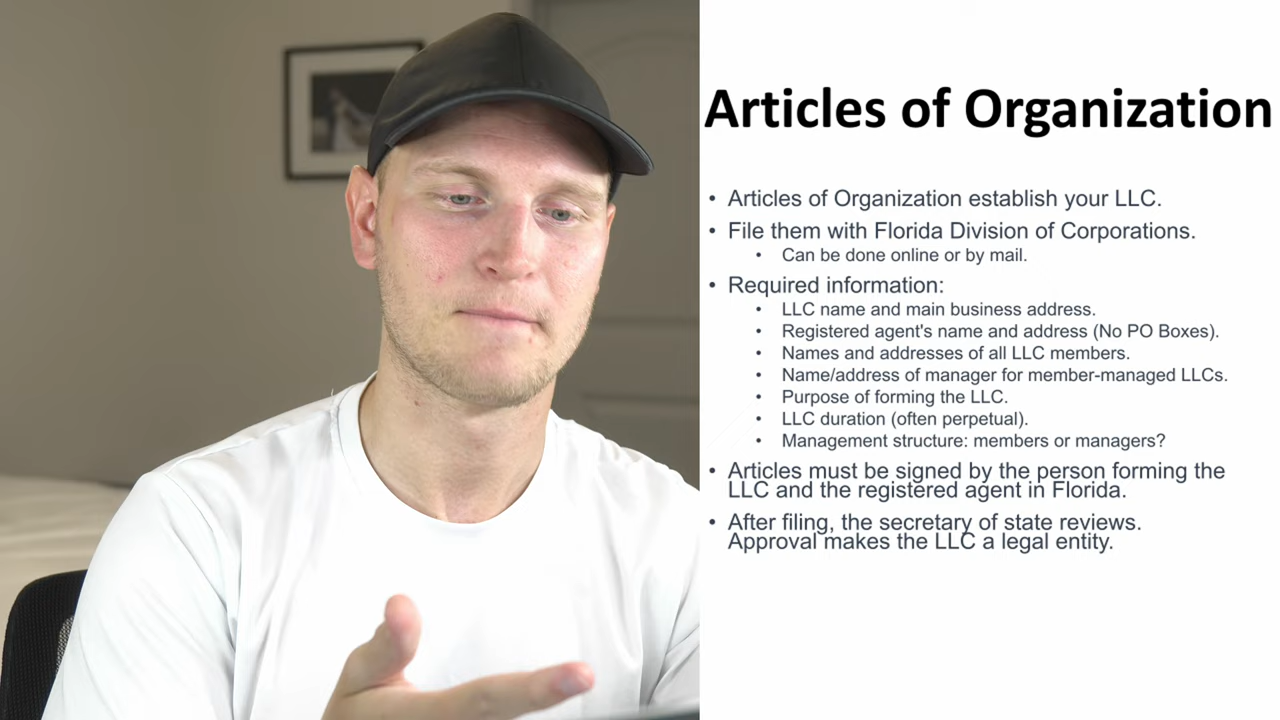 Articles of Organization
• Articles of Organization establish your LLC.
• File them with Florida Division of Corporations.
• Can be done online or by mail.
• Required information:
• LLC name and main business address.
• Registered agent's name and address (No PO Boxes).
• Names and addresses of all LLC members.
• Name/address of manager for member-managed LLCs.
• Purpose of forming the LLC.
• LLC duration (often perpetual).
• Management structure: members or managers?
• Articles must be signed by the person forming the
LLC and the registered agent in Florida.
• After filing, the secretary of state reviews.
Approval makes the LLC a legal entity.